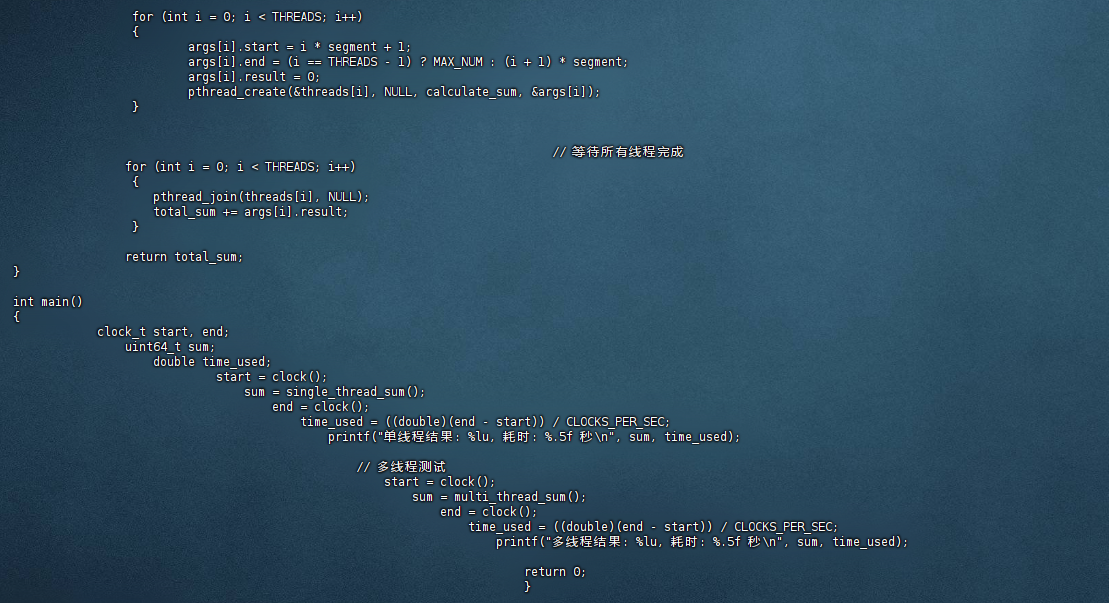 for (int i = 0; i < THREADS; i++)
{
args[i].start = i * segment + 1;
args[i].end = (i == THREADS - 1) ? MAX_NUM : (i + 1) * segment;
args[i].result = 0;
pthread_create(&threads[i], NULL, calculate_sum, &args[i]);
}
// 等待所有线程完成
for (int i = 0; i < THREADS; i++)
{
pthread_join(threads[i], NULL);
total_sum += args[i].result;
}
return total_sum;
}
int main()
{
clock_t start, end;
uint64_t sum;
double time_used;
start = clock();
sum = single_thread_sum();
end = clock();
time_used = ((double)(end - start)) / CLOCKS_PER_SEC;
printf("单线程结果: %lu, 耗时: %.5f 秒\n", sum, time_used);
// 多线程测试
start = clock();
sum = multi_thread_sum();
end = clock();
time_used = ((double)(end - start)) / CLOCKS_PER_SEC;
printf("多线程结果: %lu, 耗时: %.5f 秒\n", sum, time_used);
return 0;
}